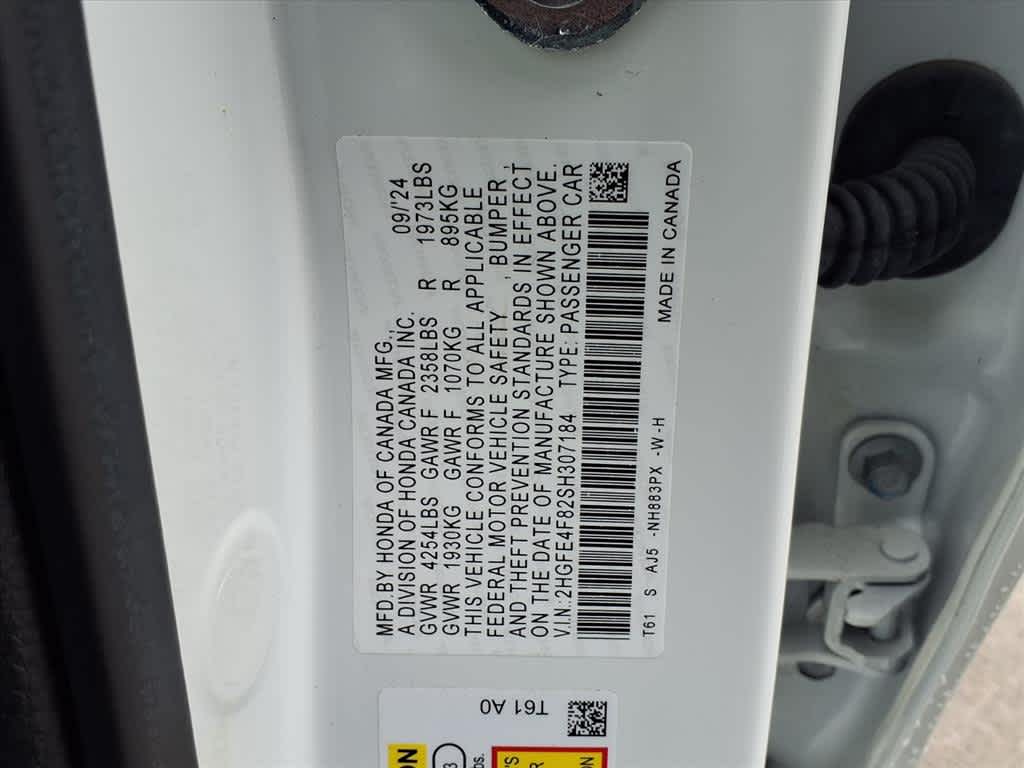 MFD.BY HONDA OF CANADA MFG., 09/'24
A DIVISION OF HONDA CANADA INC.
GVWR 4254LBS GAWR F 2358LBS R 1973LBS
GVWR 1930KG GAWR F 1070KG R 895KG
THIS VEHICLE CONFORMS TO ALL APPLICABLE
FEDERAL MOTOR VEHICLE SAFETY , BUMPER ,
AND THEFT PREVENTION STANDARDS IN EFFECT
ON THE DATE OF MANUFACTURE SHOWN ABOVE.
V.I.N.:2HGFE4F82SH307184 TYPE: PASSENGER CAR
T61 S AJ5 -NH883PX -W-H
MADE IN CANADA
T61 A0